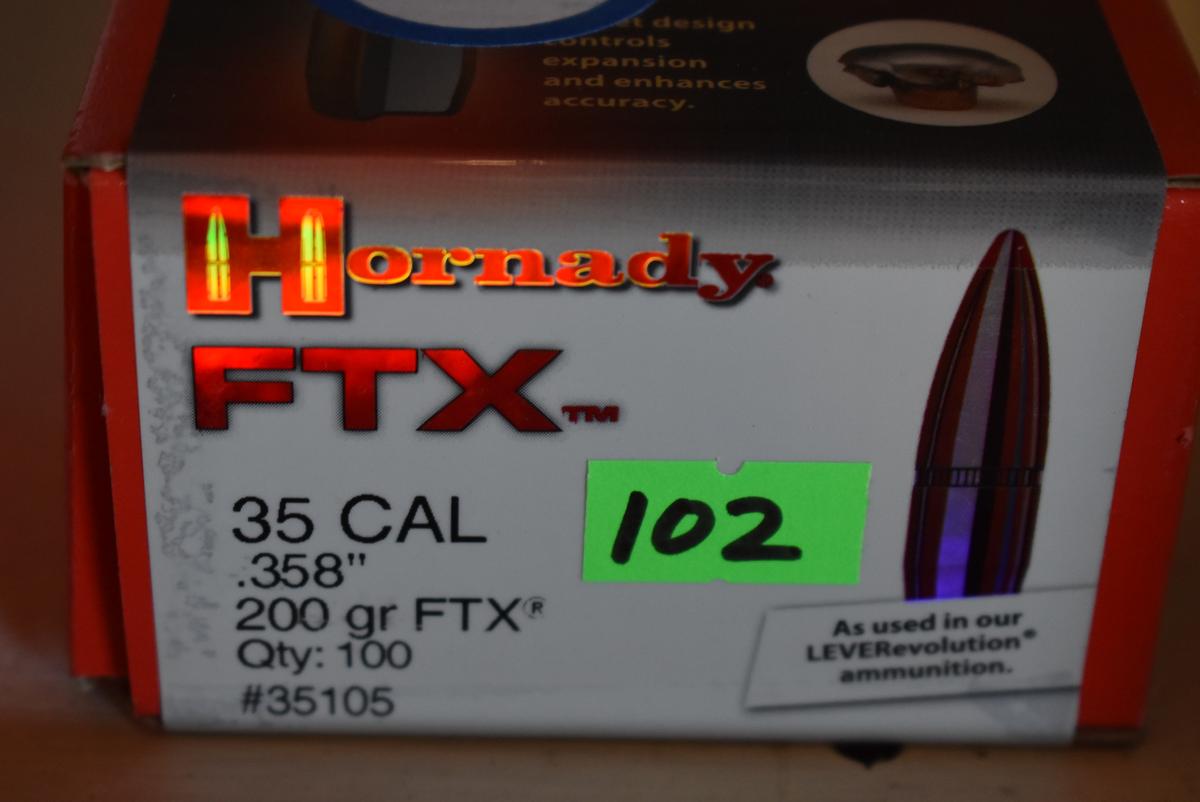 design
controls
expansion
and enhances
accuracy.
Hornady®
FTX™
35 CAL
.358"
200 gr FTX®
Qty: 100
#35105
102
As used in our
LEVERevolution®
ammunition.